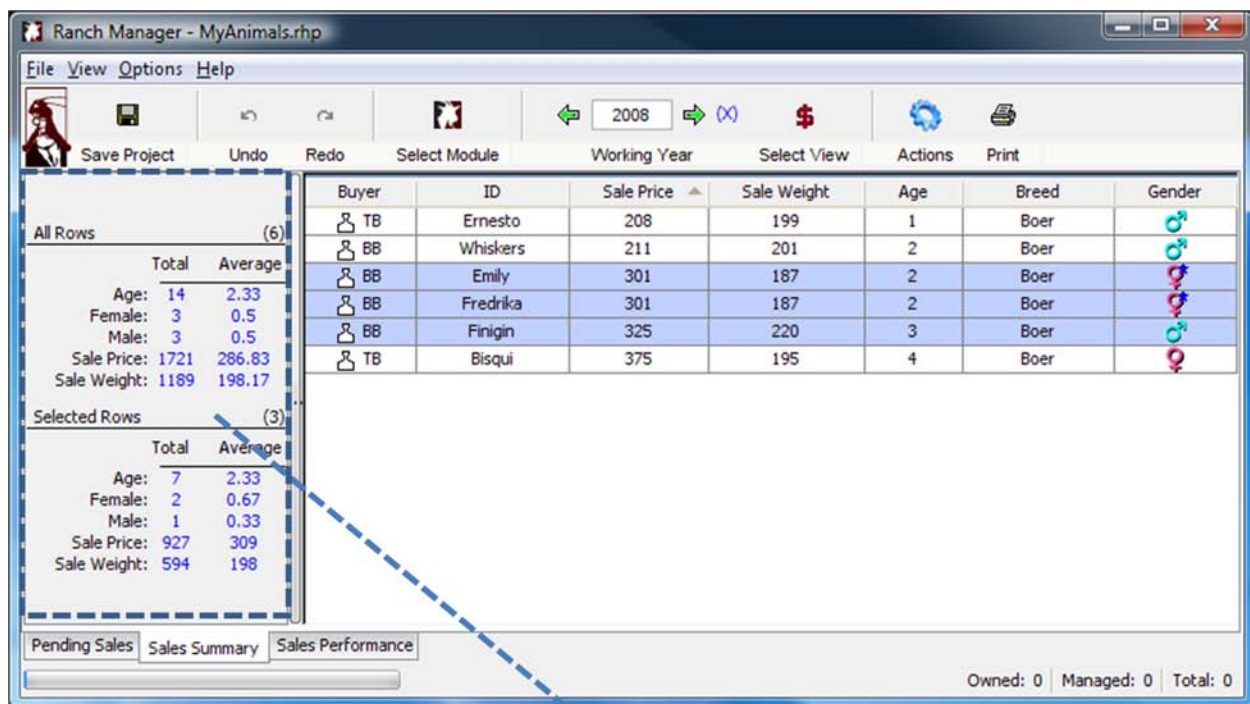 Ranch Manager - MyAnimals.rhp
File View Options Help
2008 (X) $
Save Project Undo Redo Select Module Working Year Select View Actions Print
All Rows (6)
Total Average
Age: 14 2.33
Female: 3 0.5
Male: 3 0.5
Sale Price: 1721 286.83
Sale Weight: 1189 198.17
Selected Rows (3)
Total Average
Age: 7 2.33
Female: 2 0.67
Male: 1 0.33
Sale Price: 927 309
Sale Weight: 594 198
Buyer ID Sale Price Sale Weight Age Breed Gender
TB Ernesto 208 199 1 Boer
BB Whiskers 211 201 2 Boer
BB Emily 301 187 2 Boer
BB Fredrika 301 187 2 Boer
BB Finigin 325 220 3 Boer
TB Bisqui 375 195 4 Boer
Pending Sales Sales Summary Sales Performance
Owned: 0 Managed: 0 Total: 0